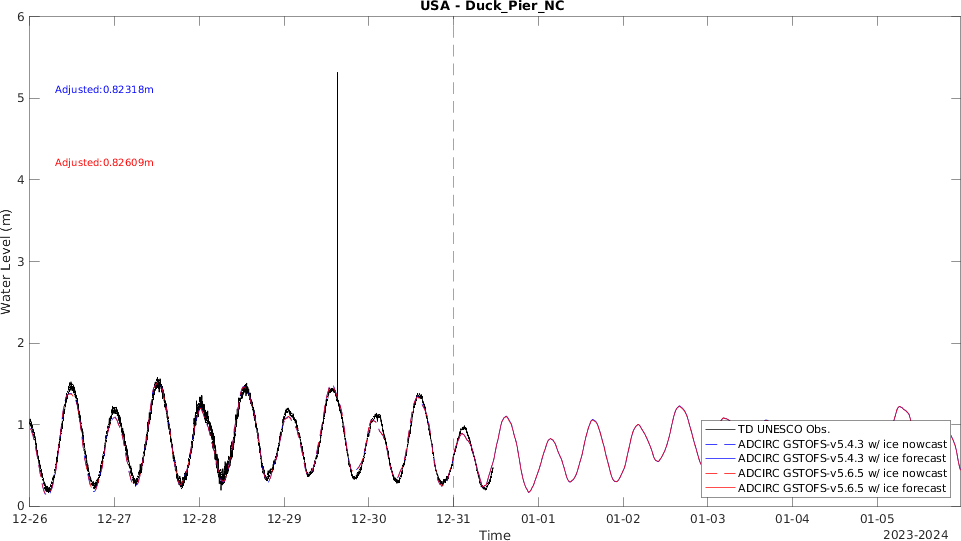 USA - Duck_Pier_NC
6
5
4
3
2
1
0
Water Level (m)
Adjusted:0.82318m
Adjusted:0.82609m
TD UNESCO Obs.
ADCIRC GSTOFS-v5.4.3 w/ ice nowcast
ADCIRC GSTOFS-v5.4.3 w/ ice forecast
ADCIRC GSTOFS-v5.6.5 w/ ice nowcast
ADCIRC GSTOFS-v5.6.5 w/ ice forecast
12-26 12-27 12-28 12-29 12-30 12-31 01-01 01-02 01-03 01-04 01-05
Time
2023-2024